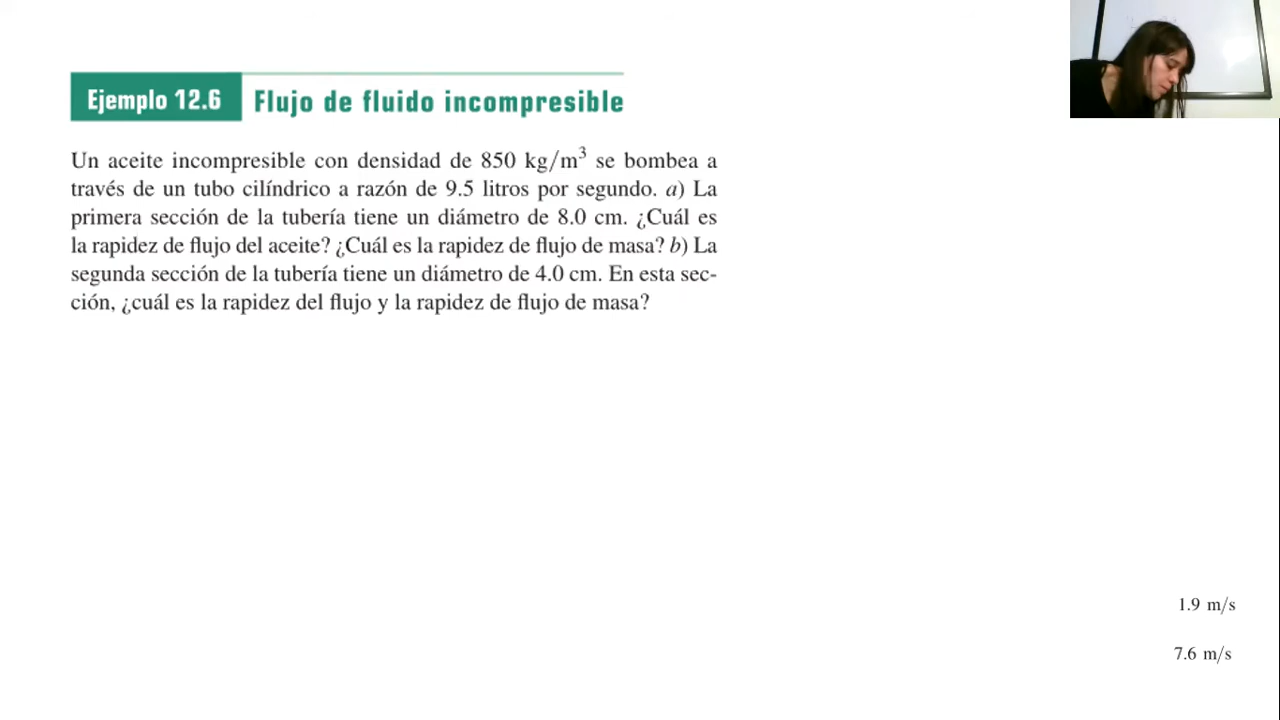 Ejemplo 12.6 Flujo de fluido incompresible
Un aceite incompresible con densidad de 850 kg/m³ se bombea a
través de un tubo cilíndrico a razón de 9.5 litros por segundo. a) La
primera sección de la tubería tiene un diámetro de 8.0 cm. ¿Cuál es
la rapidez de flujo del aceite? ¿Cuál es la rapidez de flujo de masa? b) La
segunda sección de la tubería tiene un diámetro de 4.0 cm. En esta sec-
ción, ¿cuál es la rapidez del flujo y la rapidez de flujo de masa?
1.9 m/s
7.6 m/s